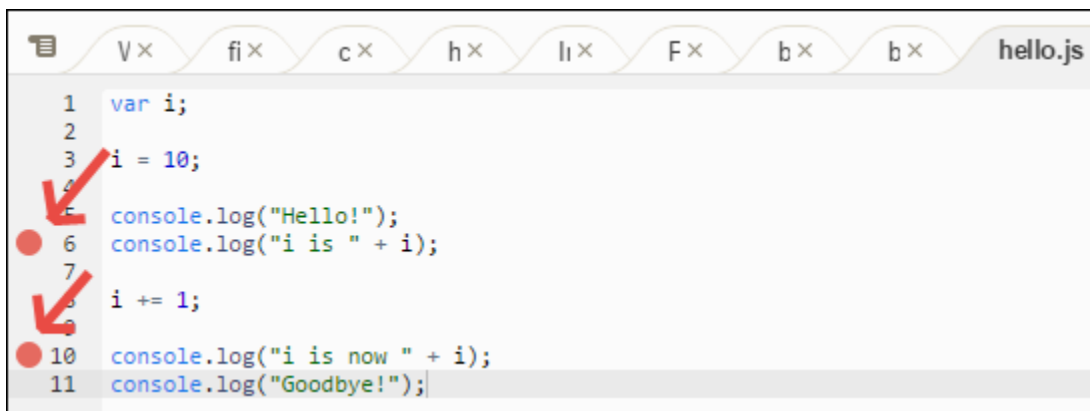 V × fi × c × h × F × b × b × hello.js
1 var i;
2
3 i = 10;
4
5 console.log("Hello!");
6 console.log("i is " + i);
7
8 i += 1;
9
10 console.log("i is now " + i);
11 console.log("Goodbye!");